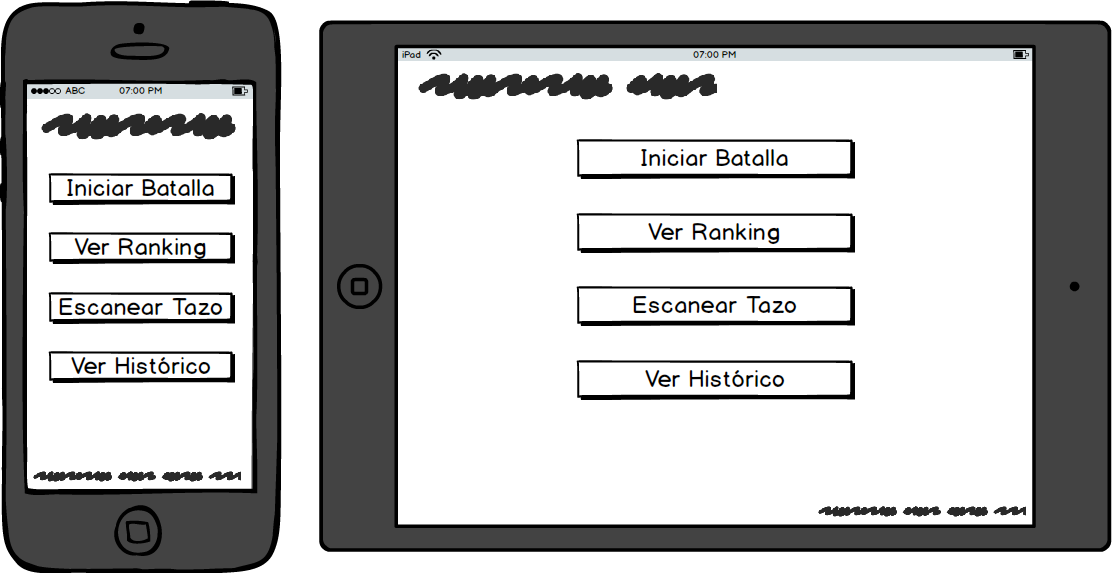 ABC 07:00 PM
Iniciar Batalla
Ver Ranking
Escanear Tazo
Ver Histórico
iPad 07:00 PM
Iniciar Batalla
Ver Ranking
Escanear Tazo
Ver Histórico